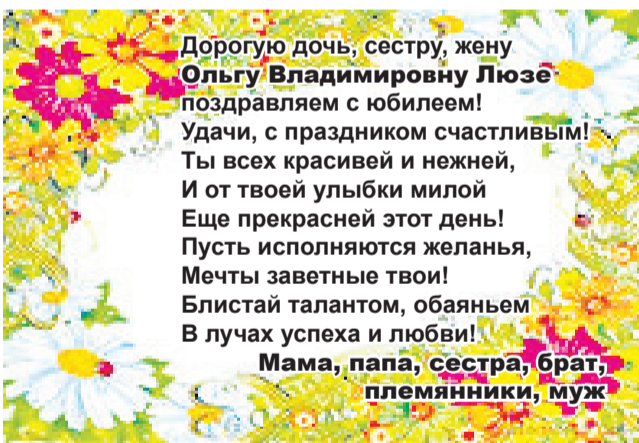 Дорогую дочь, сестру, жену
Ольгу Владимировну Люзе
поздравляем с юбилеем!
Удачи, с праздником счастливым!
Ты всех красивей и нежней,
И от твоей улыбки милой
Еще прекрасней этот день!
Пусть исполняются желанья,
Мечты заветные твои!
Блистай талантом, обаяньем
В лучах успеха и любви!
Мама, папа, сестра, брат,
племянники, муж